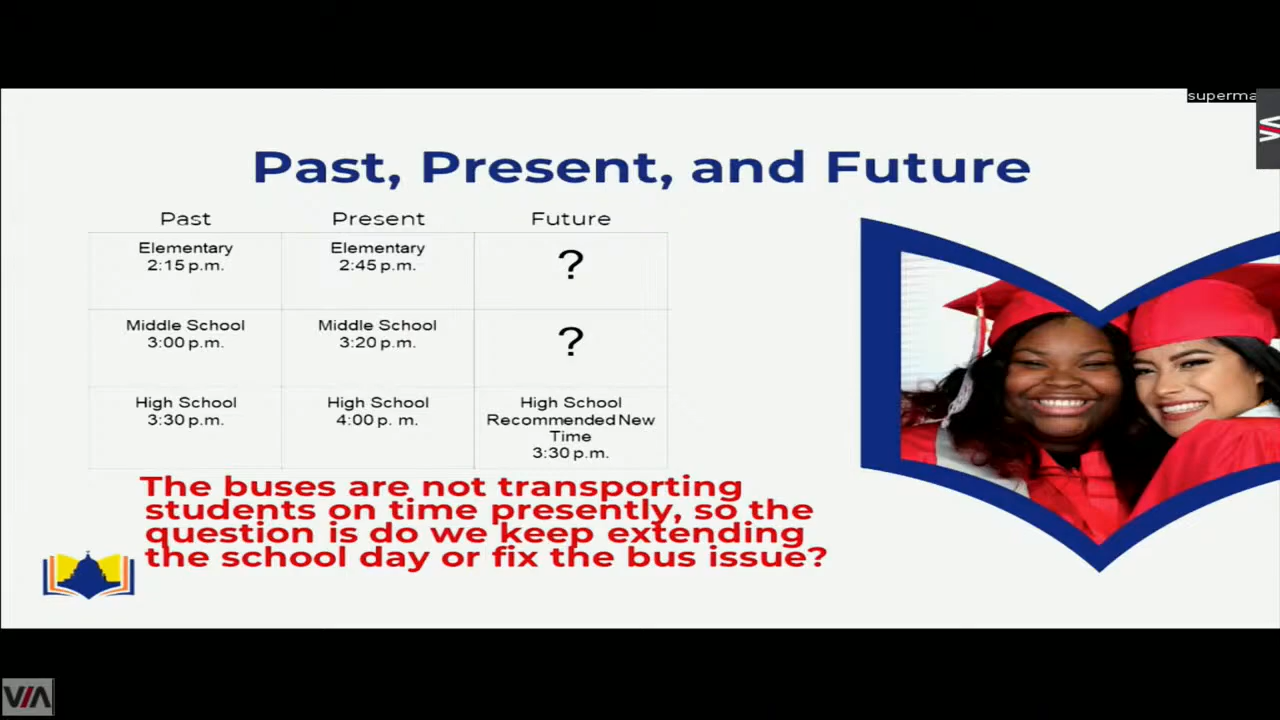 superma
Past, Present, and Future
Past Present Future
Elementary
2:15 p.m.
Elementary
2:45 p.m.
?
Middle School
3:00 p.m.
Middle School
3:20 p.m.
?
High School
3:30 p.m.
High School
4:00 p. m.
High School
Recommended New
Time
3:30 p.m.
The buses are not transporting
students on time presently, so the
question is do we keep extending
the school day or fix the bus issue?
VIA